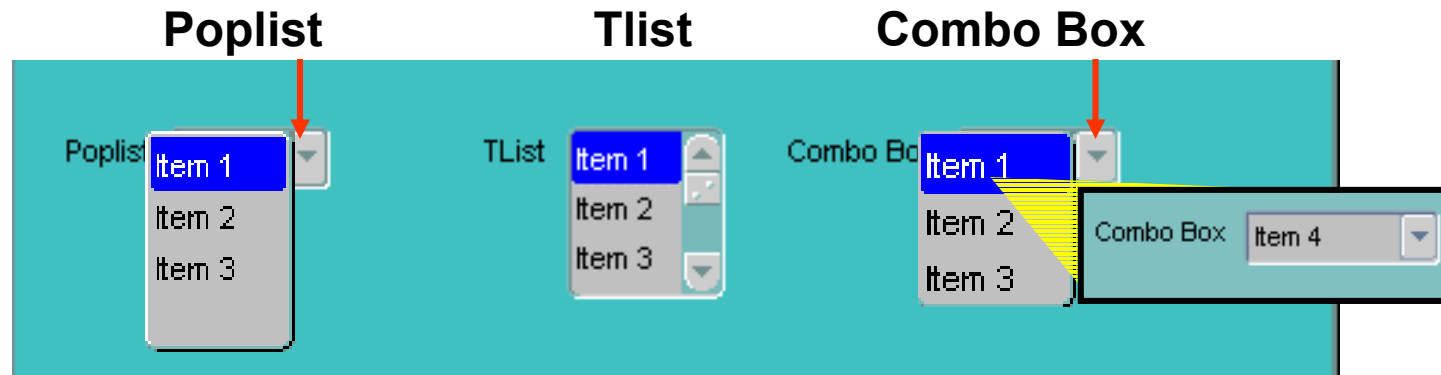 Poplist Tlist Combo Box
Poplist
Item 1
Item 2
Item 3
TList
Item 1
Item 2
Item 3
Combo Bo
Item 1
Item 2
Item 3
Combo Box Item 4